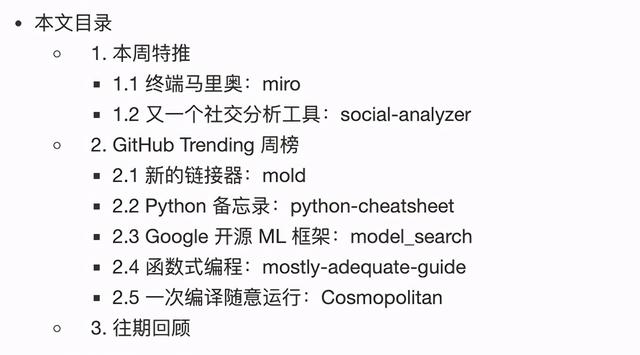 本文目录
1. 本周特推
1.1 终端马里奥：miro
1.2 又一个社交分析工具：social-analyzer
2. GitHub Trending 周榜
2.1 新的链接器：mold
2.2 Python 备忘录：python-cheatsheet
2.3 Google 开源 ML 框架：model_search
2.4 函数式编程：mostly-adequate-guide
2.5 一次编译随意运行：Cosmopolitan
3. 往期回顾